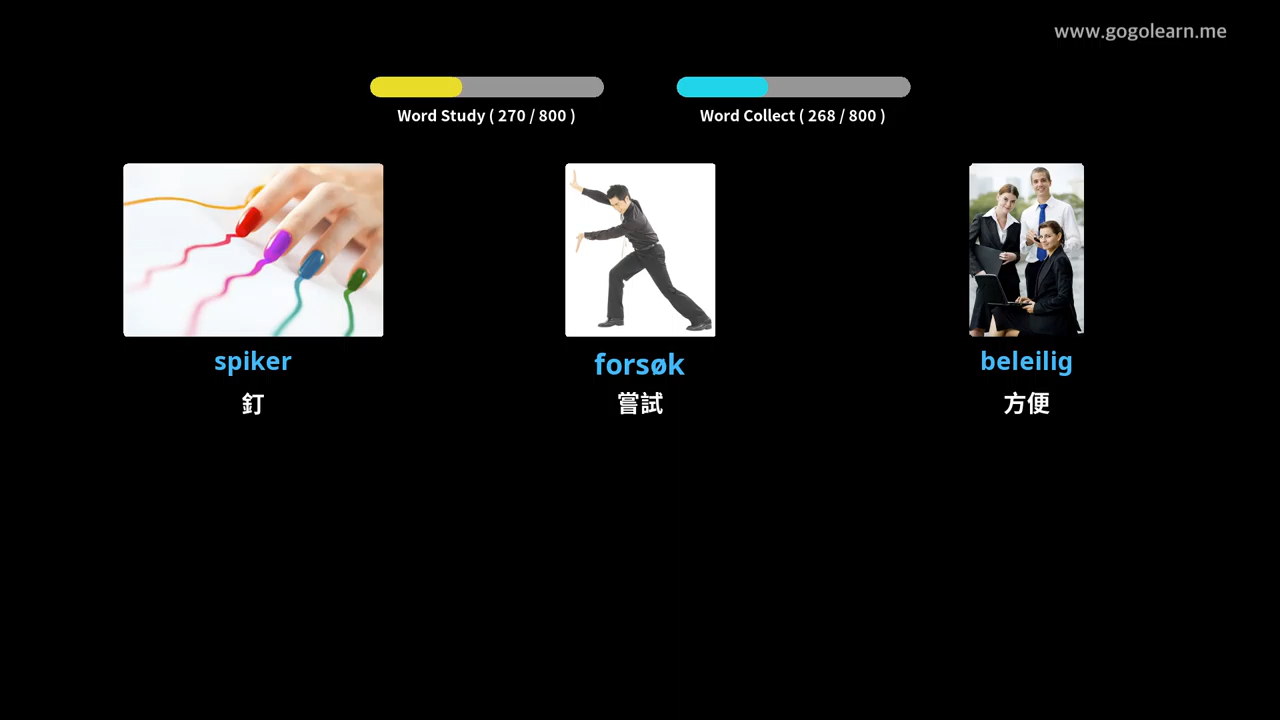 www.gogolearn.me
Word Study ( 270 / 800 )
Word Collect ( 268 / 800 )
spiker
forsøk
beleilig
釘
嘗試
方便